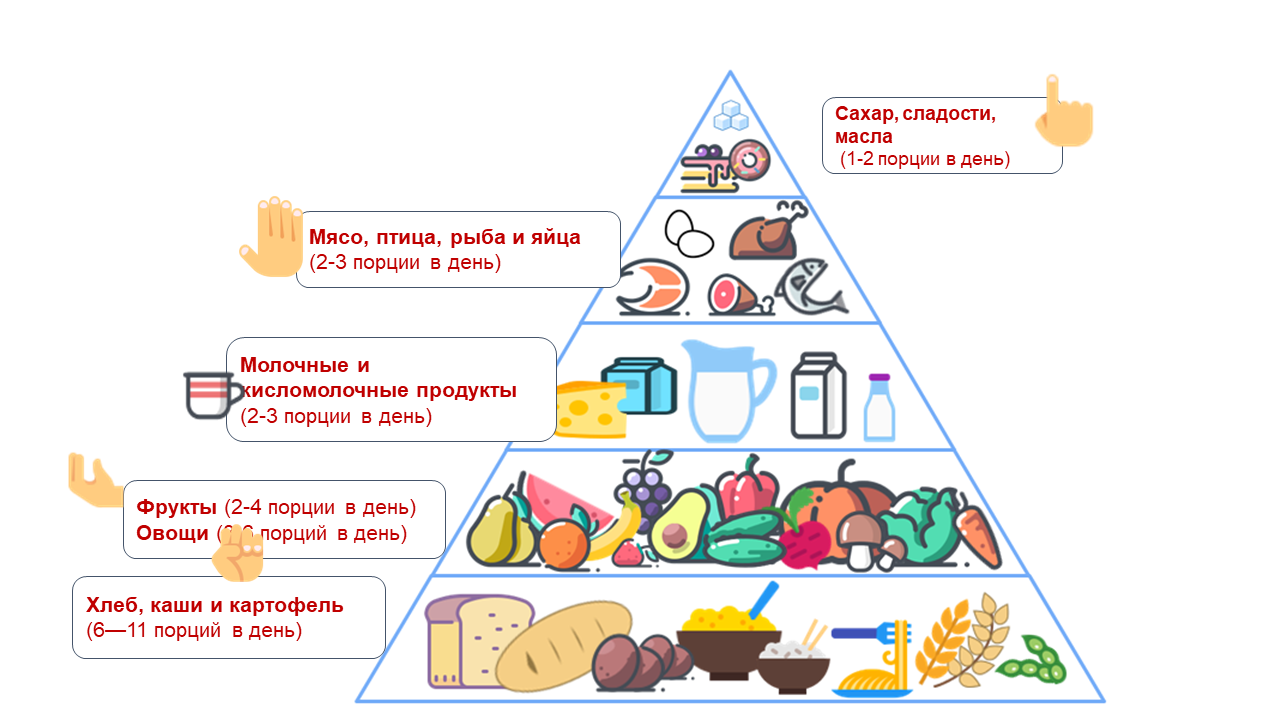 Сахар, сладости,
масла
(1-2 порции в день)
Мясо, птица, рыба и яйца
(2-3 порции в день)
Молочные и
кисломолочные продукты
(2-3 порции в день)
Фрукты (2-4 порции в день)
Овощи порций в день)
Хлеб, каши и картофель
(6—11 порций в день)